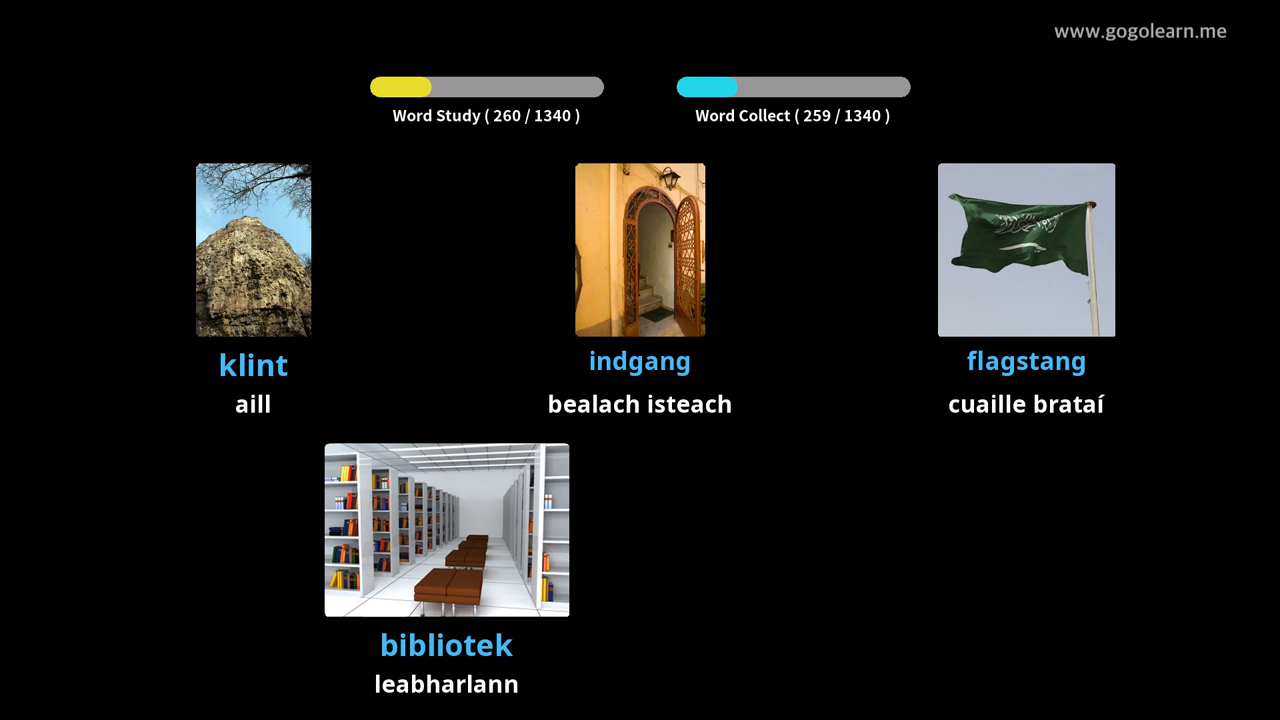 www.gogolearn.me
Word Study ( 260 / 1340 )
Word Collect ( 259 / 1340 )
klint
indgang
flagstang
aill
bealach isteach
cuaille brataí
bibliotek
leabharlann